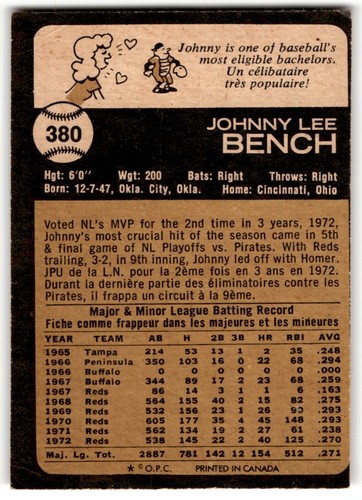 Johnny is one of baseball's
most eligible bachelors.
Un célibataire
très populaire!
380
JOHNNY LEE
BENCH
Hgt: 6'0" Wgt: 200 Bats: Right Throws: Right
Born: 12-7-47, Okla. City, Okla. Home: Cincinnati, Ohio
Voted NL's MVP for the 2nd time in 3 years, 1972,
Johnny's most crucial hit of the season came in 5th
& final game of NL Playoffs vs. Pirates. With Reds
trailing, 3-2, in 9th inning, Johnny led off with Homer.
JPU de la L.N. pour la 2ème fois en 3 ans in 1972.
Durant la dernière partie des éliminatoires contre les
Pirates, il frappa un circuit à la 9ème.
Major & Minor League Batting Record
Fiche comme frappeur dans les majeures et les mineures
YEAR TEAM AB H 2B 3B HR RBI AVG
1965 Tampa 214 53 13 1 2 35 .248
1966 Peninsula 350 103 16 0 22 68 .294
1966 Buffalo 0 0 0 0 0 0 .000
1967 Buffalo 344 89 17 2 23 68 .259
1967 Reds 86 14 3 1 1 6 .163
1968 Reds 564 155 40 2 15 82 .275
1969 Reds 532 156 23 1 26 90 .293
1970 Reds 605 177 35 4 45 148 .293
1971 Reds 562 134 19 2 27 61 .238
1972 Reds 538 145 22 2 40 125 .270
Maj. Lg. Tot. 2887 781 142 12 154 512 .271
★ © O.P.C. PRINTED IN CANADA